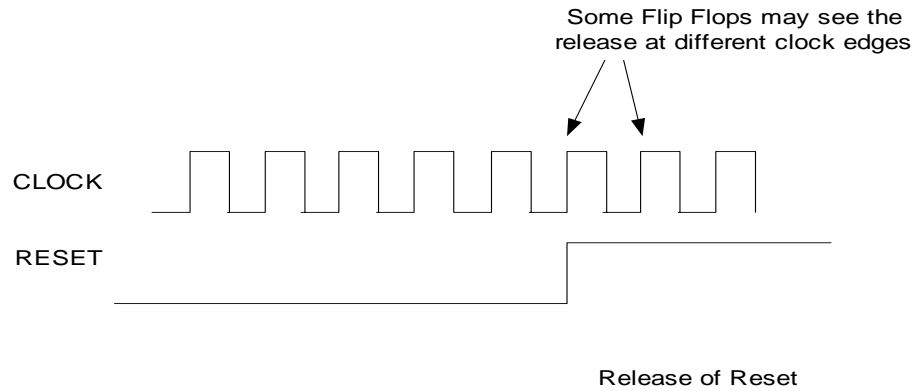 Some Flip Flops may see the
release at different clock edges
CLOCK
RESET
Release of Reset